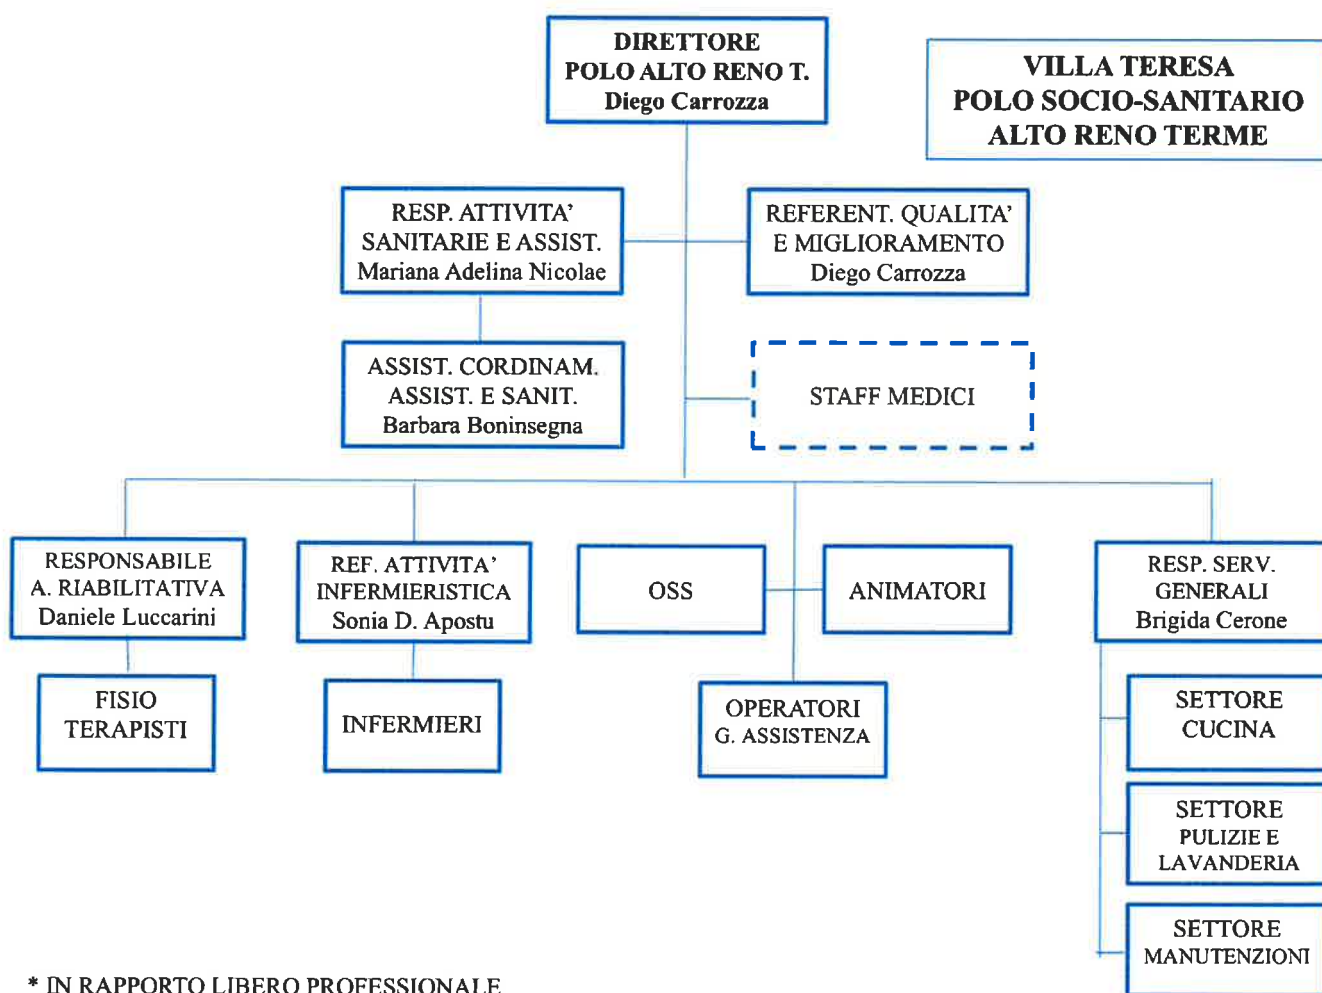 DIRETTORE
POLO ALTO RENO T.
Diego Carrozza
VILLA TERESA
POLO SOCIO-SANITARIO
ALTO RENO TERME
RESP. ATTIVITA'
SANITARIE E ASSIST.
Mariana Adelina Nicolae
REFERENT. QUALITA'
E MIGLIORAMENTO
Diego Carrozza
ASSIST. CORDINAM.
ASSIST. E SANIT.
Barbara Boninsegna
STAFF MEDICI
RESPONSABILE
A. RIABILITATIVA
Daniele Luccarini
REF. ATTIVITA'
INFERMIERISTICA
Sonia D. Apostu
OSS
ANIMATORI
RESP. SERV.
GENERALI
Brigida Cerone
FISIO
TERAPISTI
INFERMIERI
OPERATORI
G. ASSISTENZA
SETTORE
CUCINA
SETTORE
PULIZIE E
LAVANDERIA
SETTORE
MANUTENZIONI
* IN RAPPORTO LIBERO PROFESSIONALE